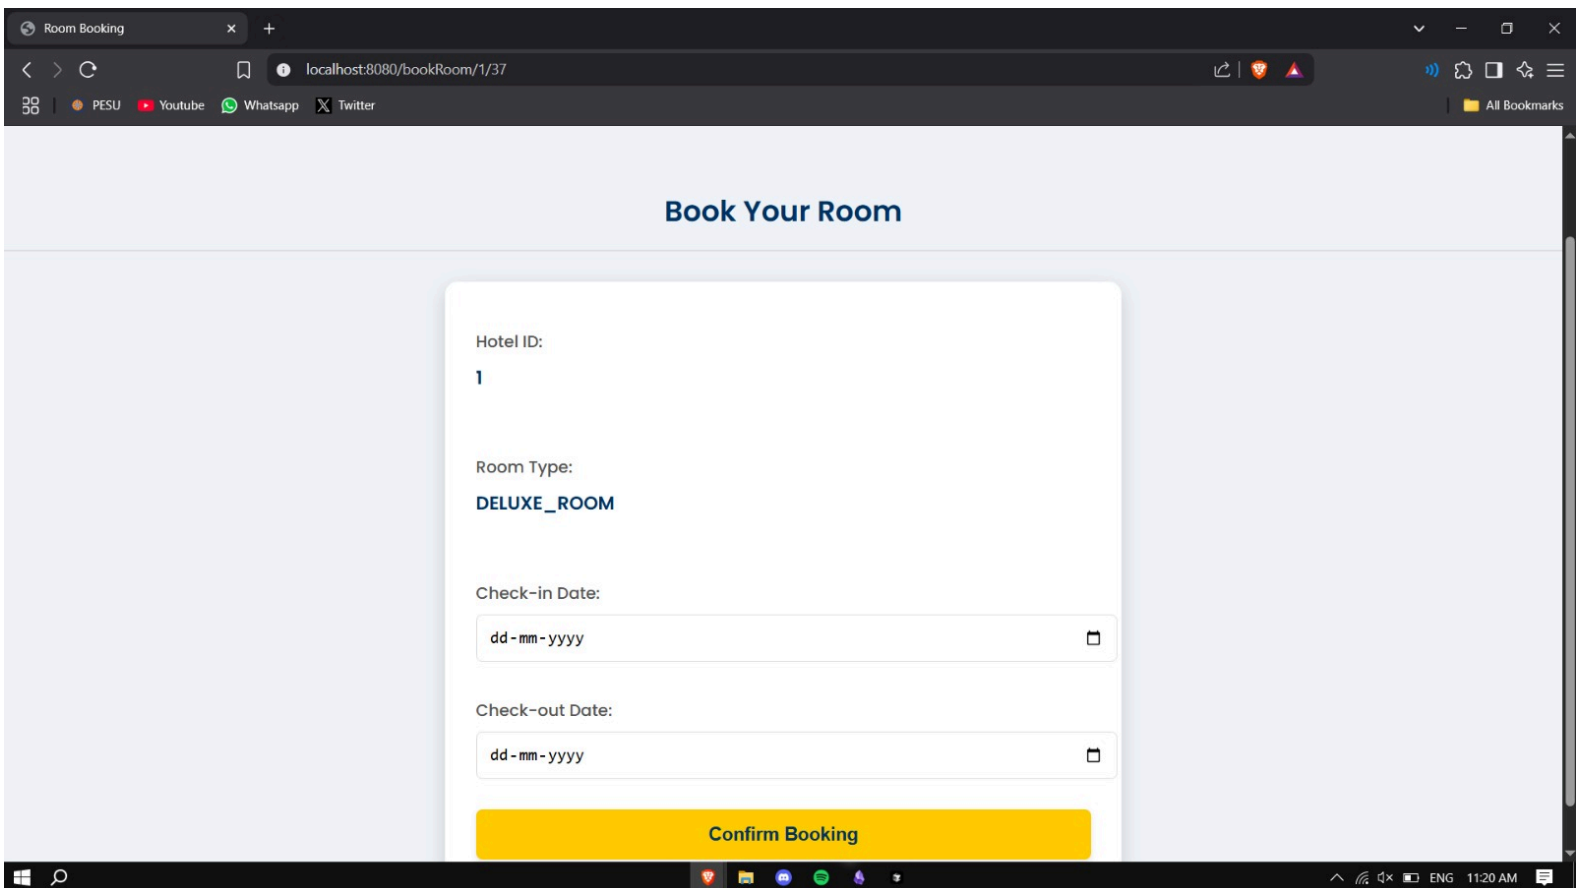 Room Booking
localhost:8080/bookRoom/1/37
PESU Youtube Whatsapp Twitter All Bookmarks
Book Your Room
Hotel ID:
1
Room Type:
DELUXE_ROOM
Check-in Date:
dd-mm-yyyy
Check-out Date:
dd-mm-yyyy
Confirm Booking
ENG 11:20 AM